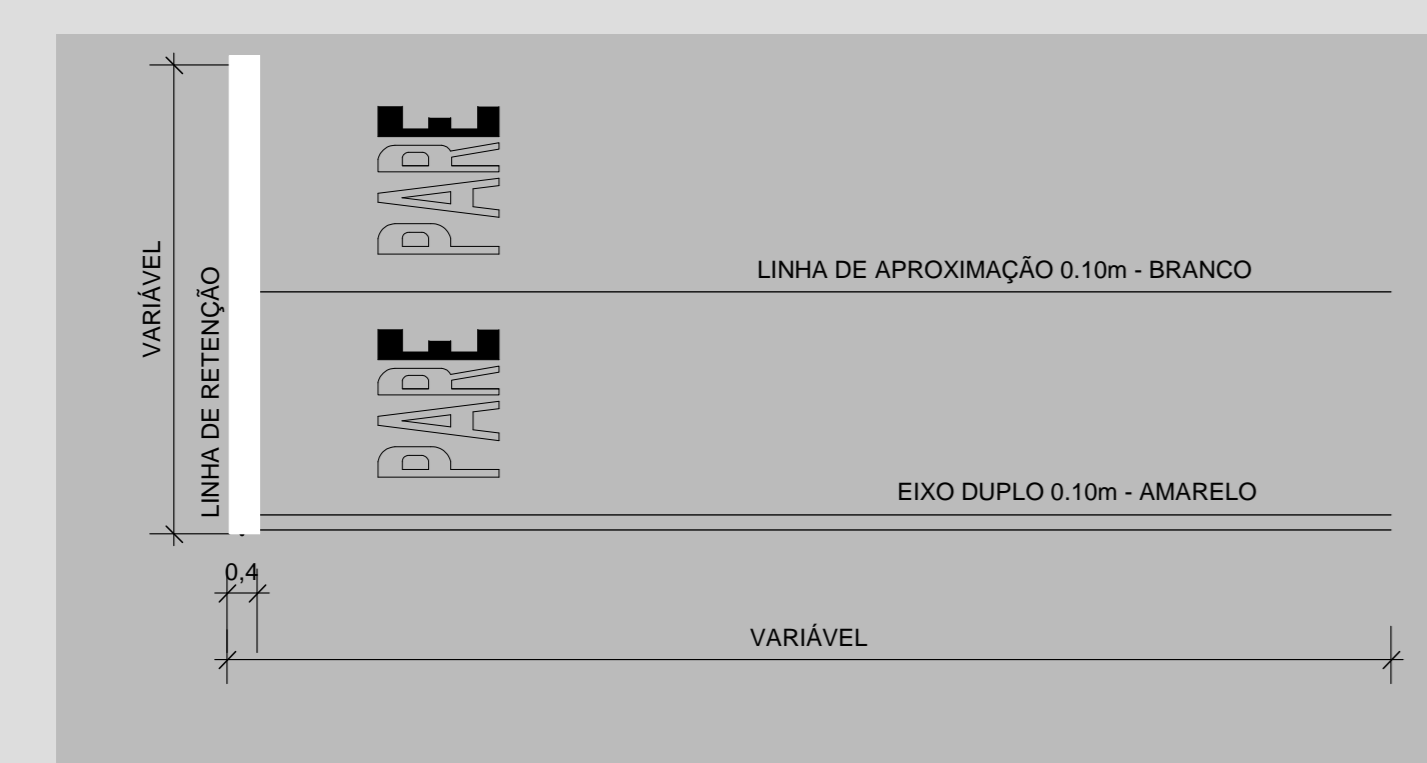 PARE
LINHA DE APROXIMAÇÃO 0.10m - BRANCO
VARIÁVEL
LINHA DE RETENÇÃO
PARE
EIXO DUPLO 0.10m - AMARELO
0,4
VARIÁVEL